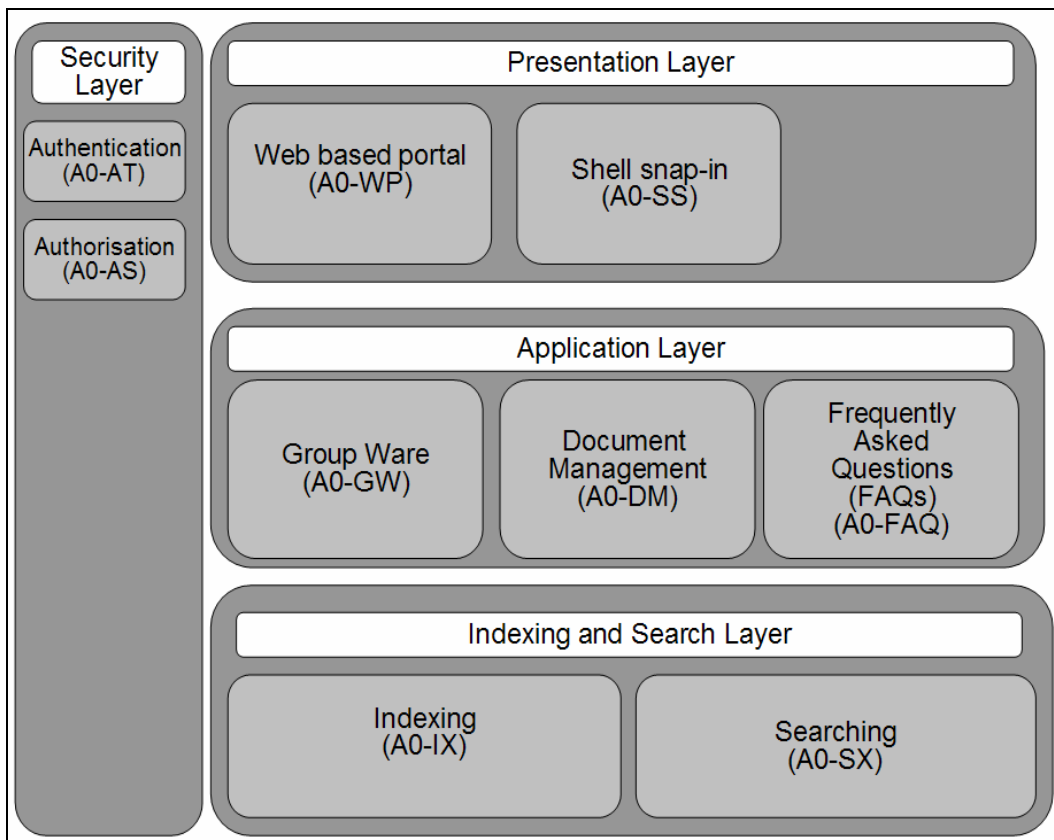 Security
Layer
Authentication
(A0-AT)
Authorisation
(A0-AS)
Presentation Layer
Web based portal
(A0-WP)
Shell snap-in
(A0-SS)
Application Layer
Group Ware
(A0-GW)
Document
Management
(A0-DM)
Frequently
Asked
Questions
(FAQs)
(A0-FAQ)
Indexing and Search Layer
Indexing
(A0-IX)
Searching
(A0-SX)